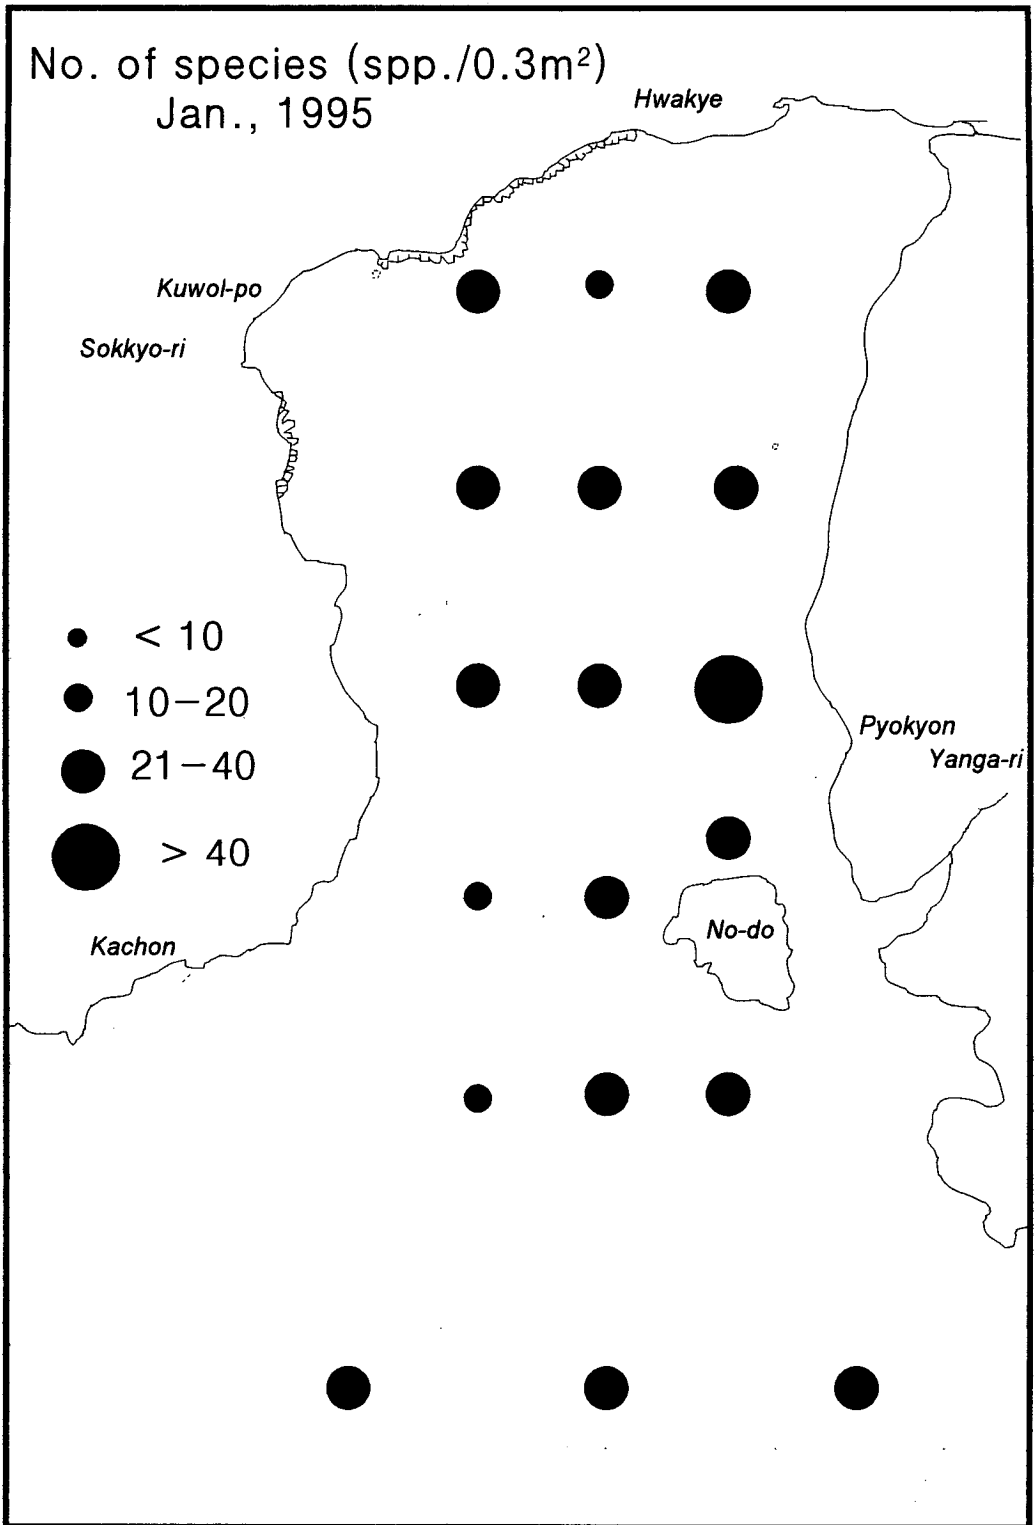 No. of species (spp./0.3m²)
Jan., 1995
Hwakye
Kuwol-po
Sokkyo-ri
< 10
10-20
21-40
> 40
Pyokyon
Yanga-ri
No-do
Kachon